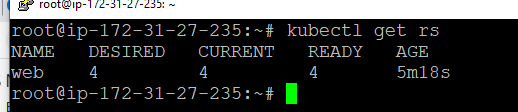 root@ip-172-31-27-235: ~
root@ip-172-31-27-235:~# kubectl get rs
NAME DESIRED CURRENT READY AGE
web 4 4 4 5m18s
root@ip-172-31-27-235:~#